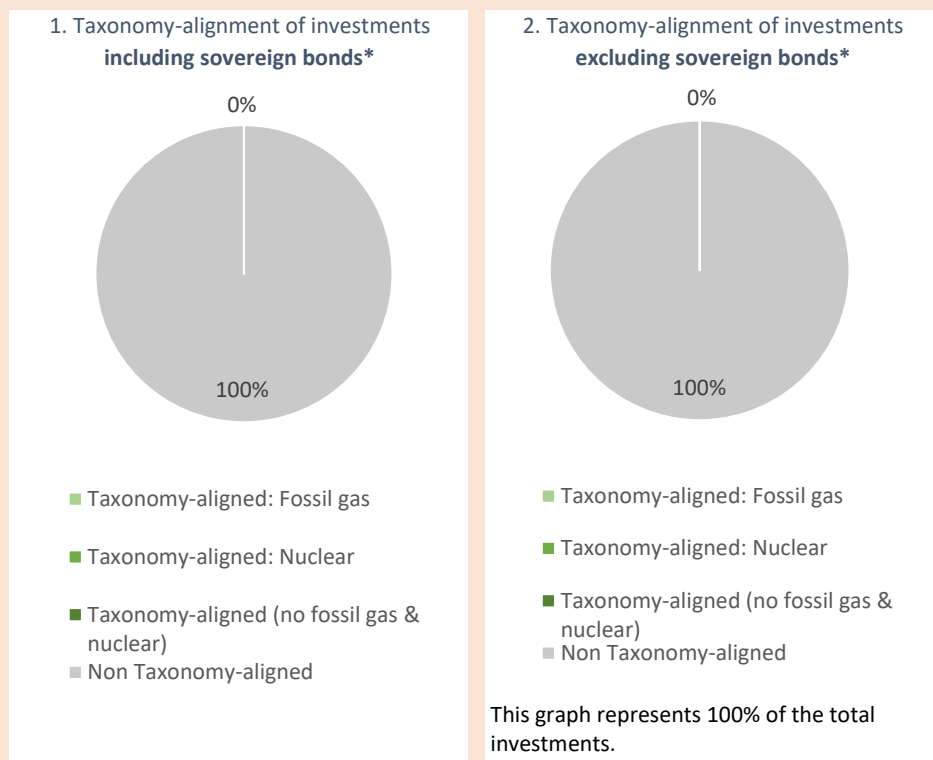 1. Taxonomy-alignment of investments
including sovereign bonds*
0%
100%
Taxonomy-aligned: Fossil gas
Taxonomy-aligned: Nuclear
Taxonomy-aligned (no fossil gas &
nuclear)
Non Taxonomy-aligned
2. Taxonomy-alignment of investments
excluding sovereign bonds*
0%
100%
Taxonomy-aligned: Fossil gas
Taxonomy-aligned: Nuclear
Taxonomy-aligned (no fossil gas &
nuclear)
Non Taxonomy-aligned
This graph represents 100% of the total
investments.